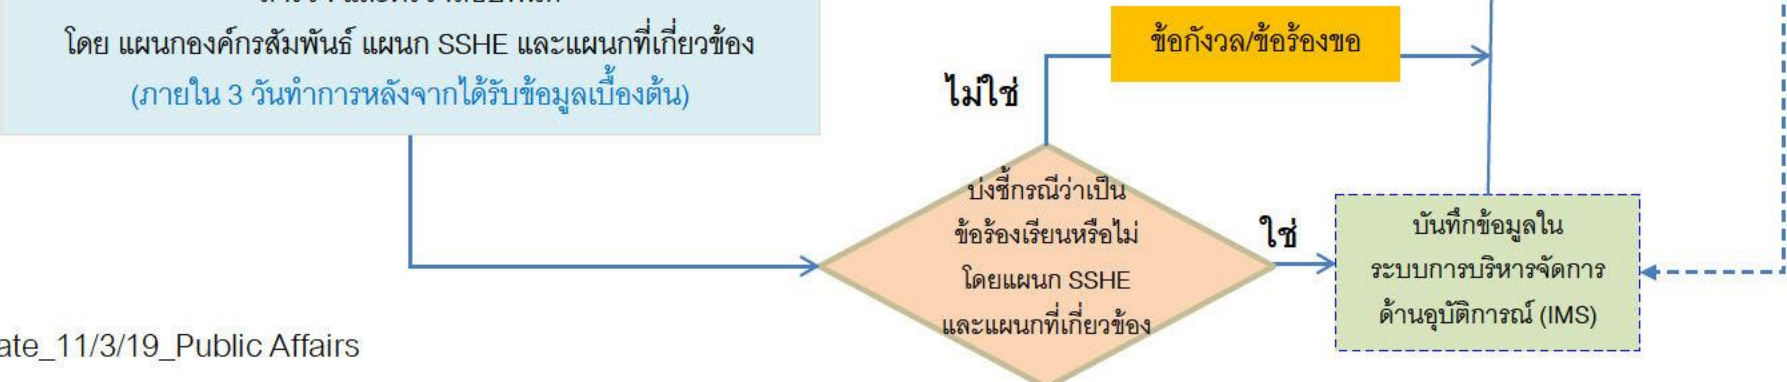 โดย แผนกองค์กรสัมพันธ์ แผนก SSHE และแผนกที่เกี่ยวข้อง
(ภายใน 3 วันทำการหลังจากได้รับข้อมูลเบื้องต้น)
ข้อกังวล/ข้อร้องขอ
ไม่ใช่
บ่งชี้กรณีว่าเป็น
ข้อร้องเรียนหรือไม่
โดยแผนก SSHE
และแผนกที่เกี่ยวข้อง
ใช่
บันทึกข้อมูลใน
ระบบการบริหารจัดการ
ด้านอุบัติการณ์ (IMS)
ate_11/3/19_Public Affairs